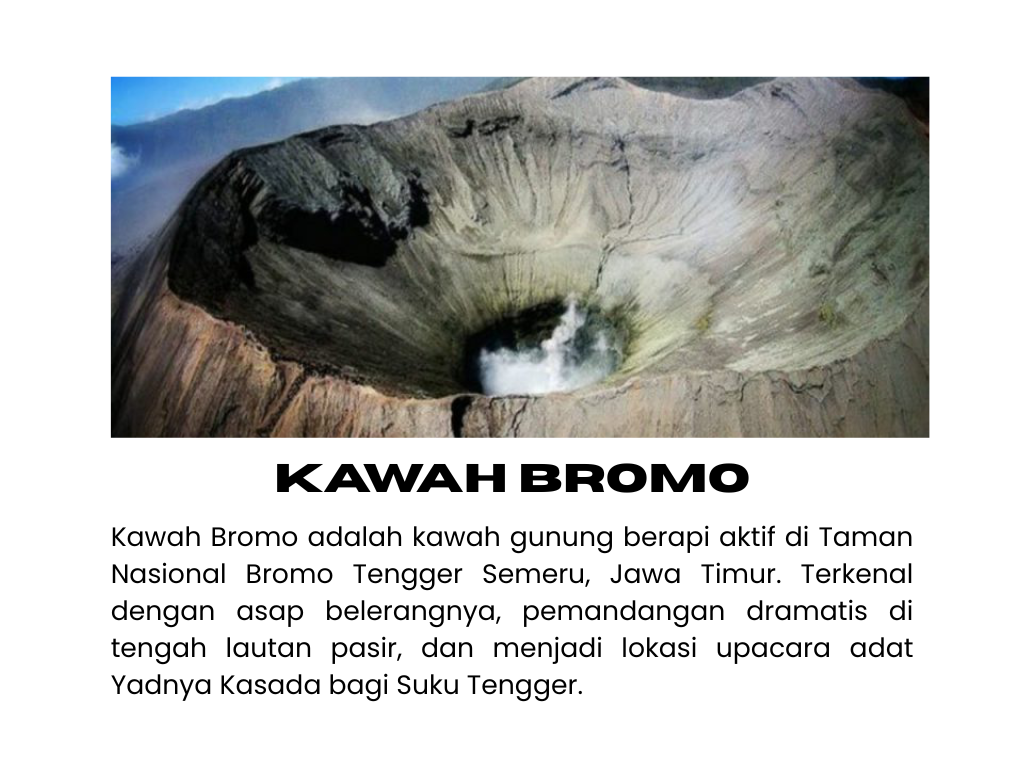 KAWAH BROMO
Kawah Bromo adalah kawah gunung berapi aktif di Taman
Nasional Bromo Tengger Semeru, Jawa Timur. Terkenal
dengan asap belerangnya, pemandangan dramatis di
tengah lautan pasir, dan menjadi lokasi upacara adat
Yadnya Kasada bagi Suku Tengger.